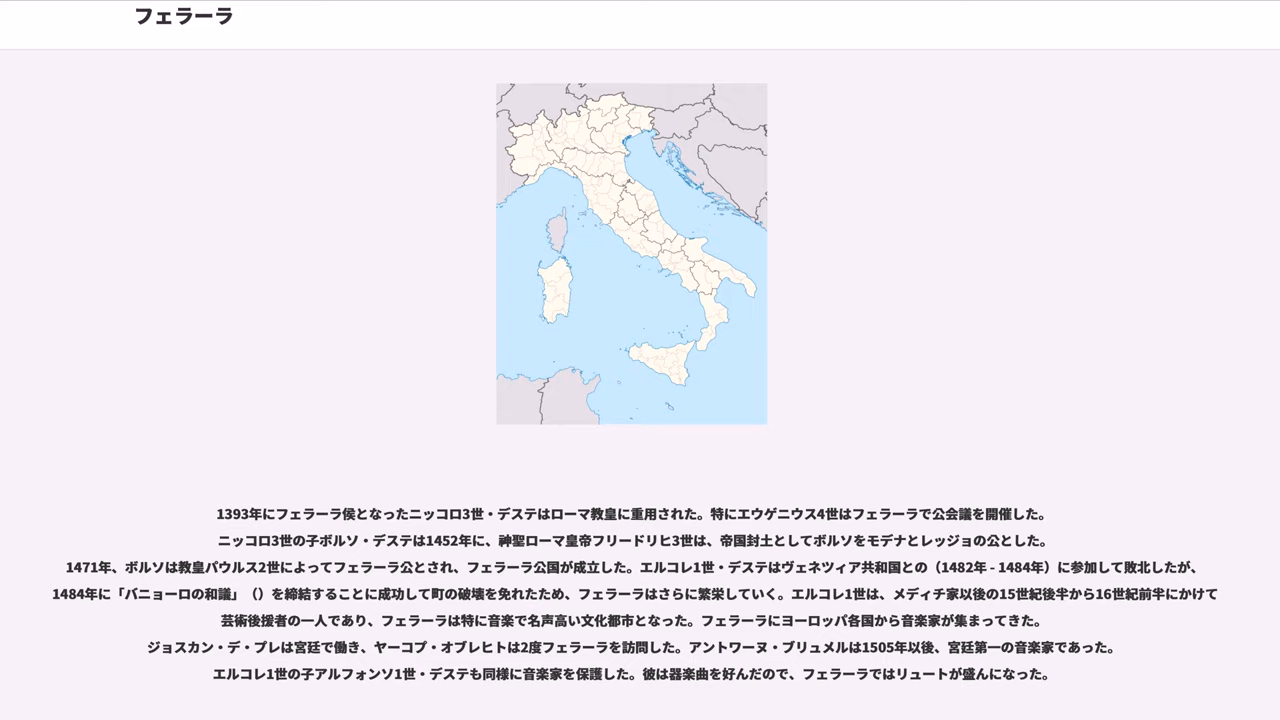 フェラーラ
1393年にフェラーラ侯となったニッコロ3世・デステはローマ教皇に重用された。特にエウゲニウス4世はフェラーラで公会議を開催した。
ニッコロ3世の子ボルソ・デステは1452年に、神聖ローマ皇帝フリードリヒ3世は、帝国封土としてボルソをモデナとレッジョの公とした。
1471年、ボルソは教皇パウルス2世によってフェラーラ公とされ、フェラーラ公国が成立した。エルコレ1世・デステはヴェネツィア共和国との（1482年 - 1484年）に参加して敗北したが、
1484年に「バニョーロの和議」（）を締結することに成功して町の破壊を免れたため、フェラーラはさらに繁栄していく。エルコレ1世は、メディチ家以後の15世紀後半から16世紀前半にかけて
芸術後援者の一人であり、フェラーラは特に音楽で名声高い文化都市となった。フェラーラにヨーロッパ各国から音楽家が集まってきた。
ジョスカン・デ・プレは宮廷で働き、ヤーコプ・オブレヒトは2度フェラーラを訪問した。アントワーヌ・ブリュメルは1505年以後、宮廷第一の音楽家であった。
エルコレ1世の子アルフォンソ1世・デステも同様に音楽家を保護した。彼は器楽曲を好んだので、フェラーラではリュートが盛んになった。